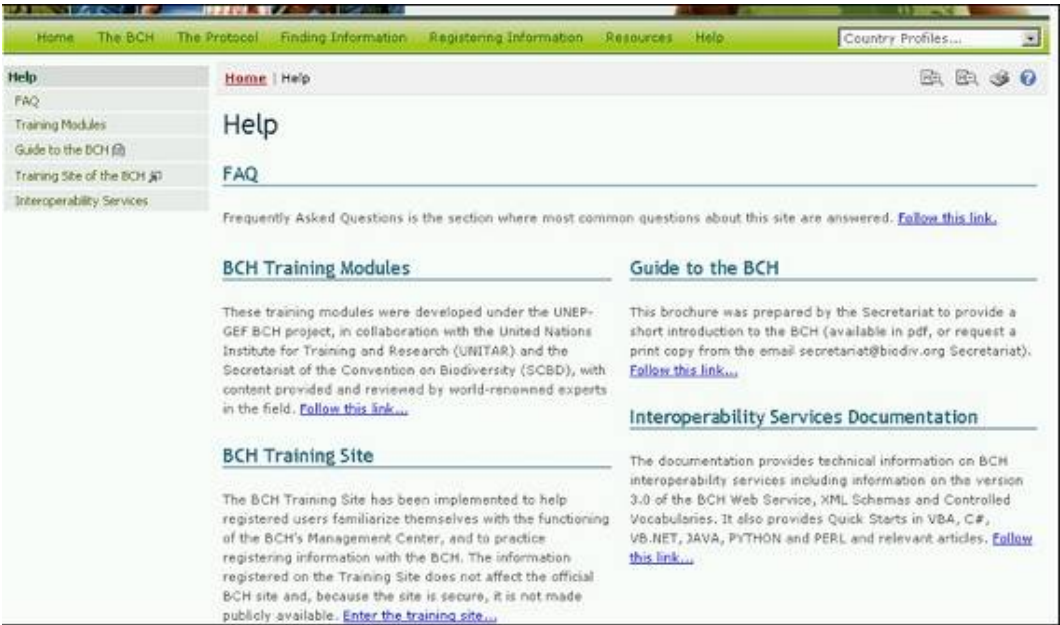 Home The BCH The Protocol Finding Information Registering Information Resources Help Country Profiles...
Help
FAQ
Training Modules
Guide to the BCH
Training Site of the BCH
Interoperability Services
Home | Help
Help
FAQ
Frequently Asked Questions is the section where most common questions about this site are answered. Follow this link.
BCH Training Modules
These training modules were developed under the UNEP-
GEF BCH project, in collaboration with the United Nations
Institute for Training and Research (UNITAR) and the
Secretariat of the Convention on Biodiversity (SCBD), with
content provided and reviewed by world-renowned experts
in the field. Follow this link...
BCH Training Site
The BCH Training Site has been implemented to help
registered users familiarize themselves with the functioning
of the BCH's Management Center, and to practice
registering information with the BCH. The information
registered on the Training Site does not affect the official
BCH site and, because the site is secure, it is not made
publicly available. Enter the training site...
Guide to the BCH
This brochure was prepared by the Secretariat to provide a
short introduction to the BCH (available in pdf, or request a
print copy from the email secretariat@biodiv.org Secretariat).
Follow this link...
Interoperability Services Documentation
The documentation provides technical information on BCH
interoperability services including information on the version
3.0 of the BCH Web Service, XML Schemas and Controlled
Vocabularies. It also provides Quick Starts in VBA, C#,
VB.NET, JAVA, PYTHON and PERL and relevant articles. Follow
this link...